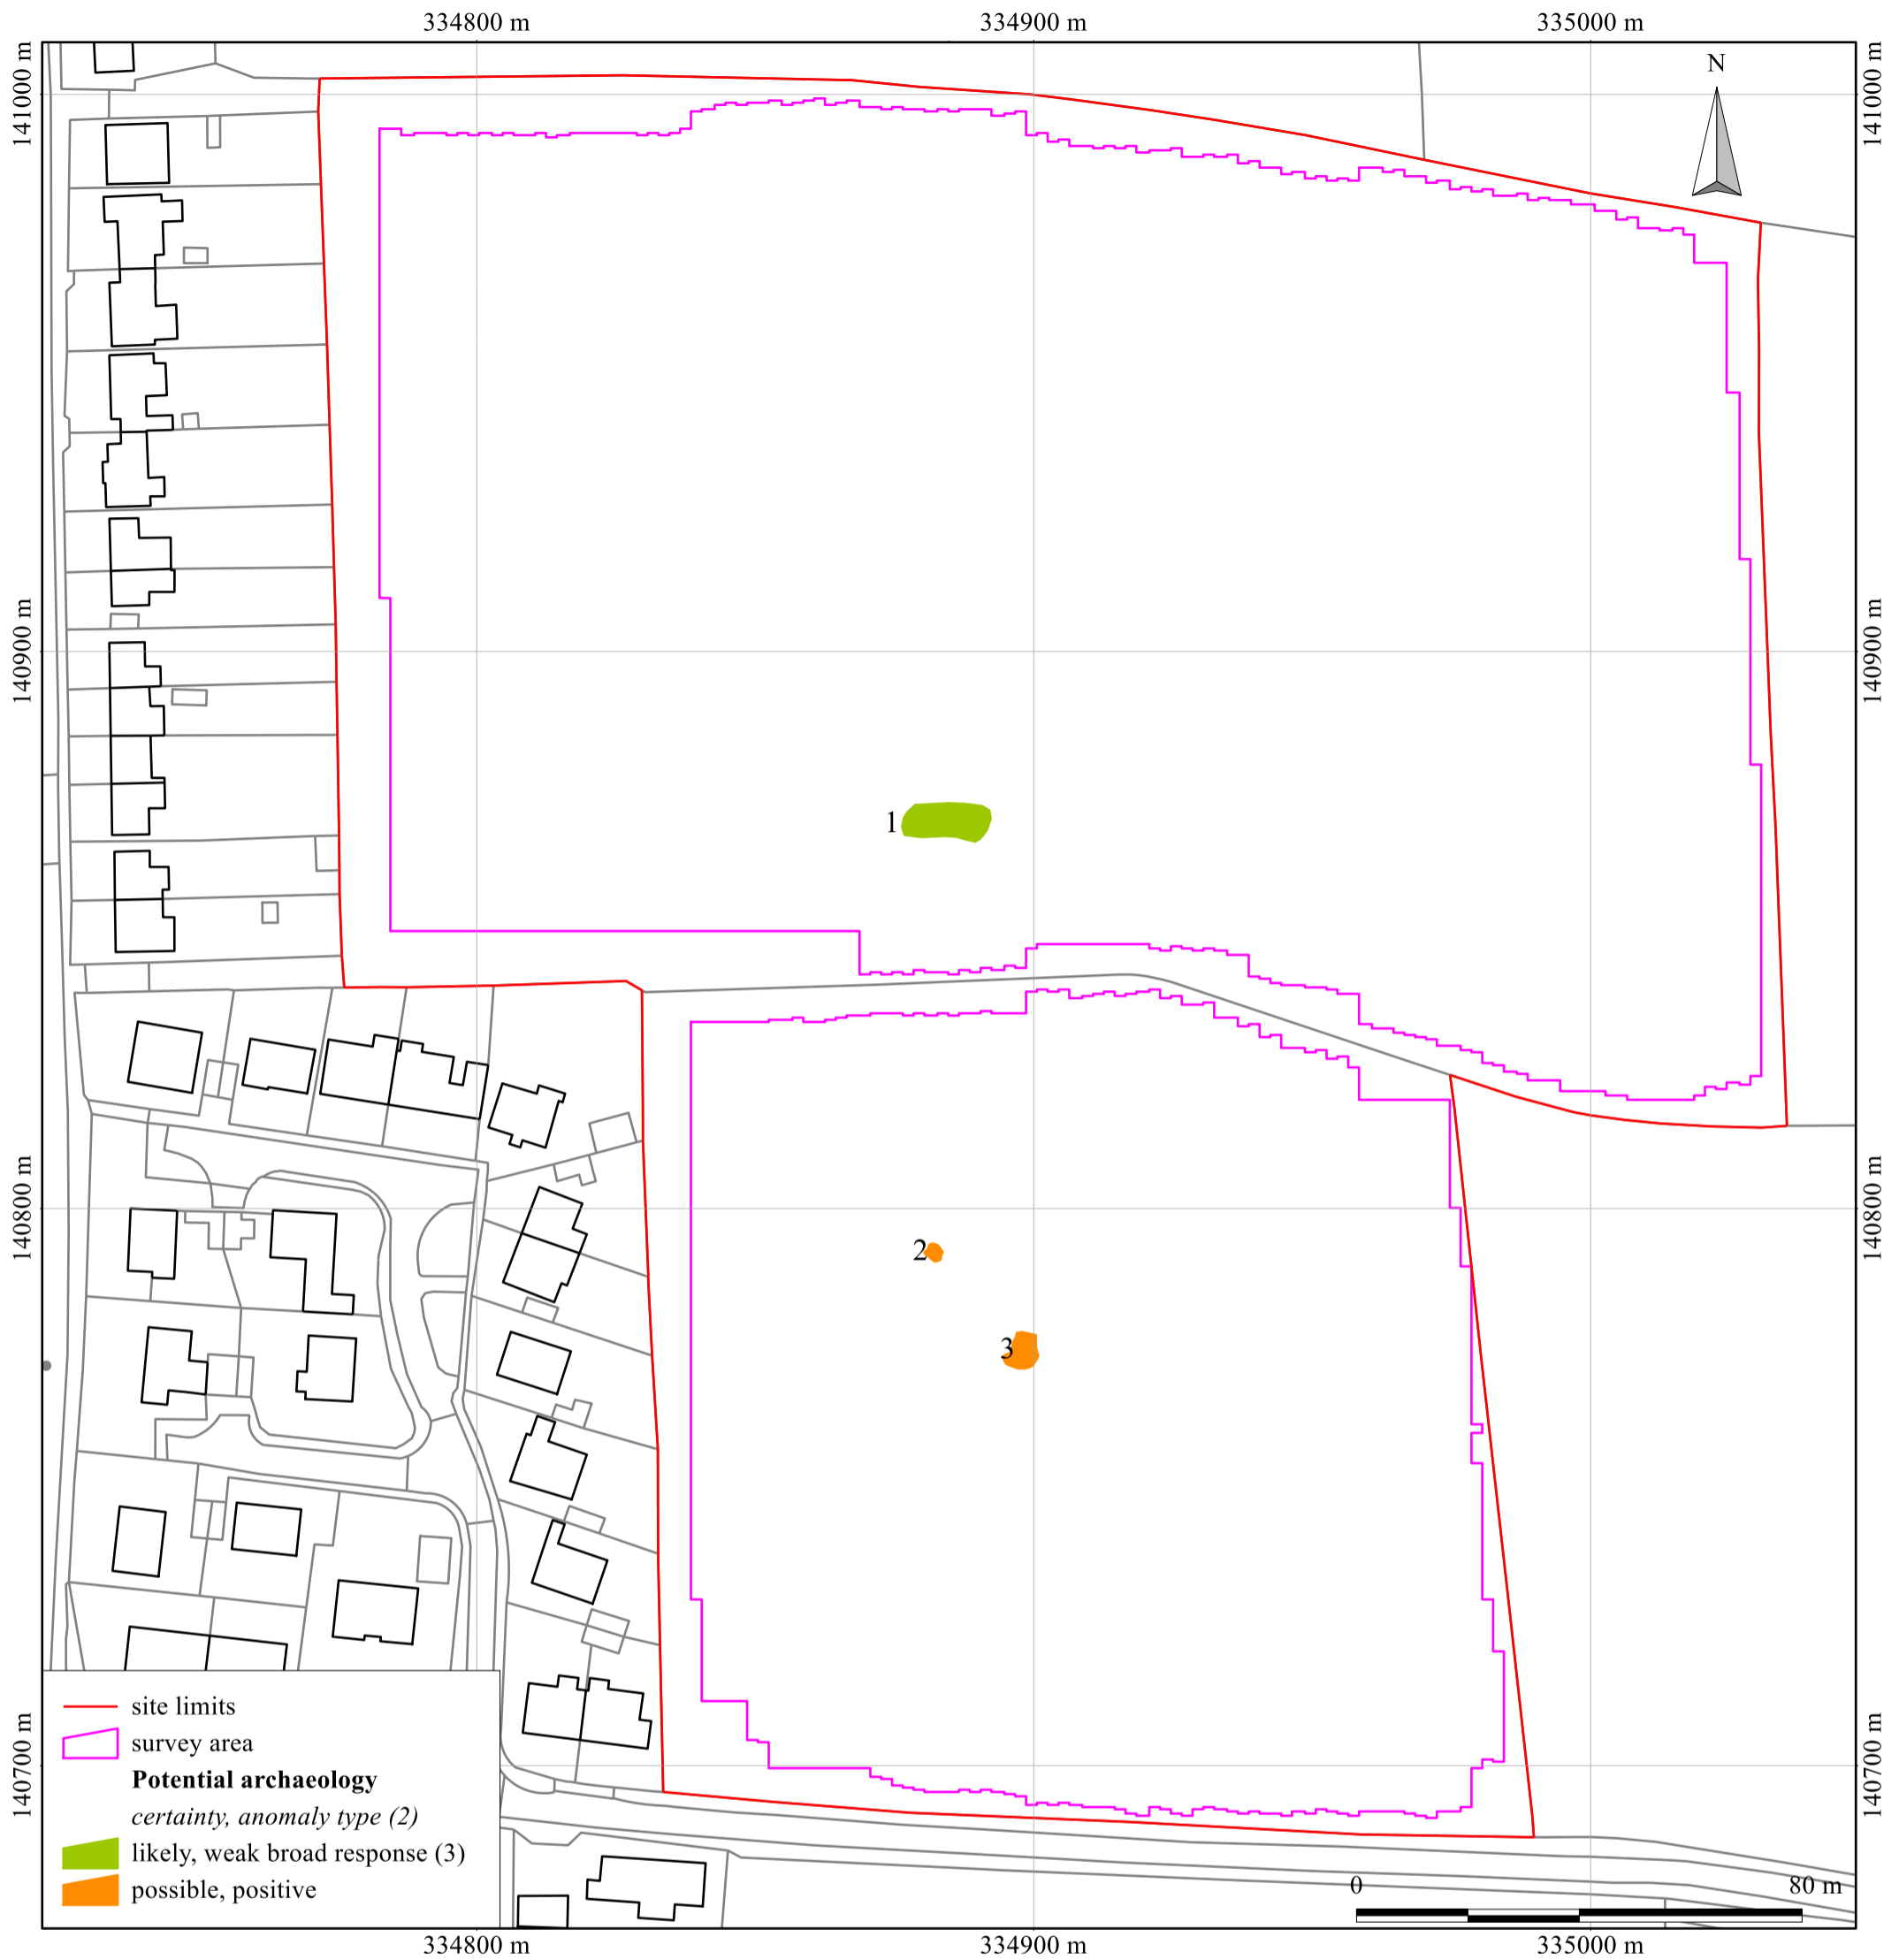 334800 m 334900 m 335000 m
141000 m 141000 m
N
140900 m 140900 m
1
140800 m 140800 m
2
3
140700 m 140700 m
site limits
survey area
Potential archaeology
certainty, anomaly type (2)
likely, weak broad response (3)
possible, positive
0 80 m
334800 m 334900 m 335000 m